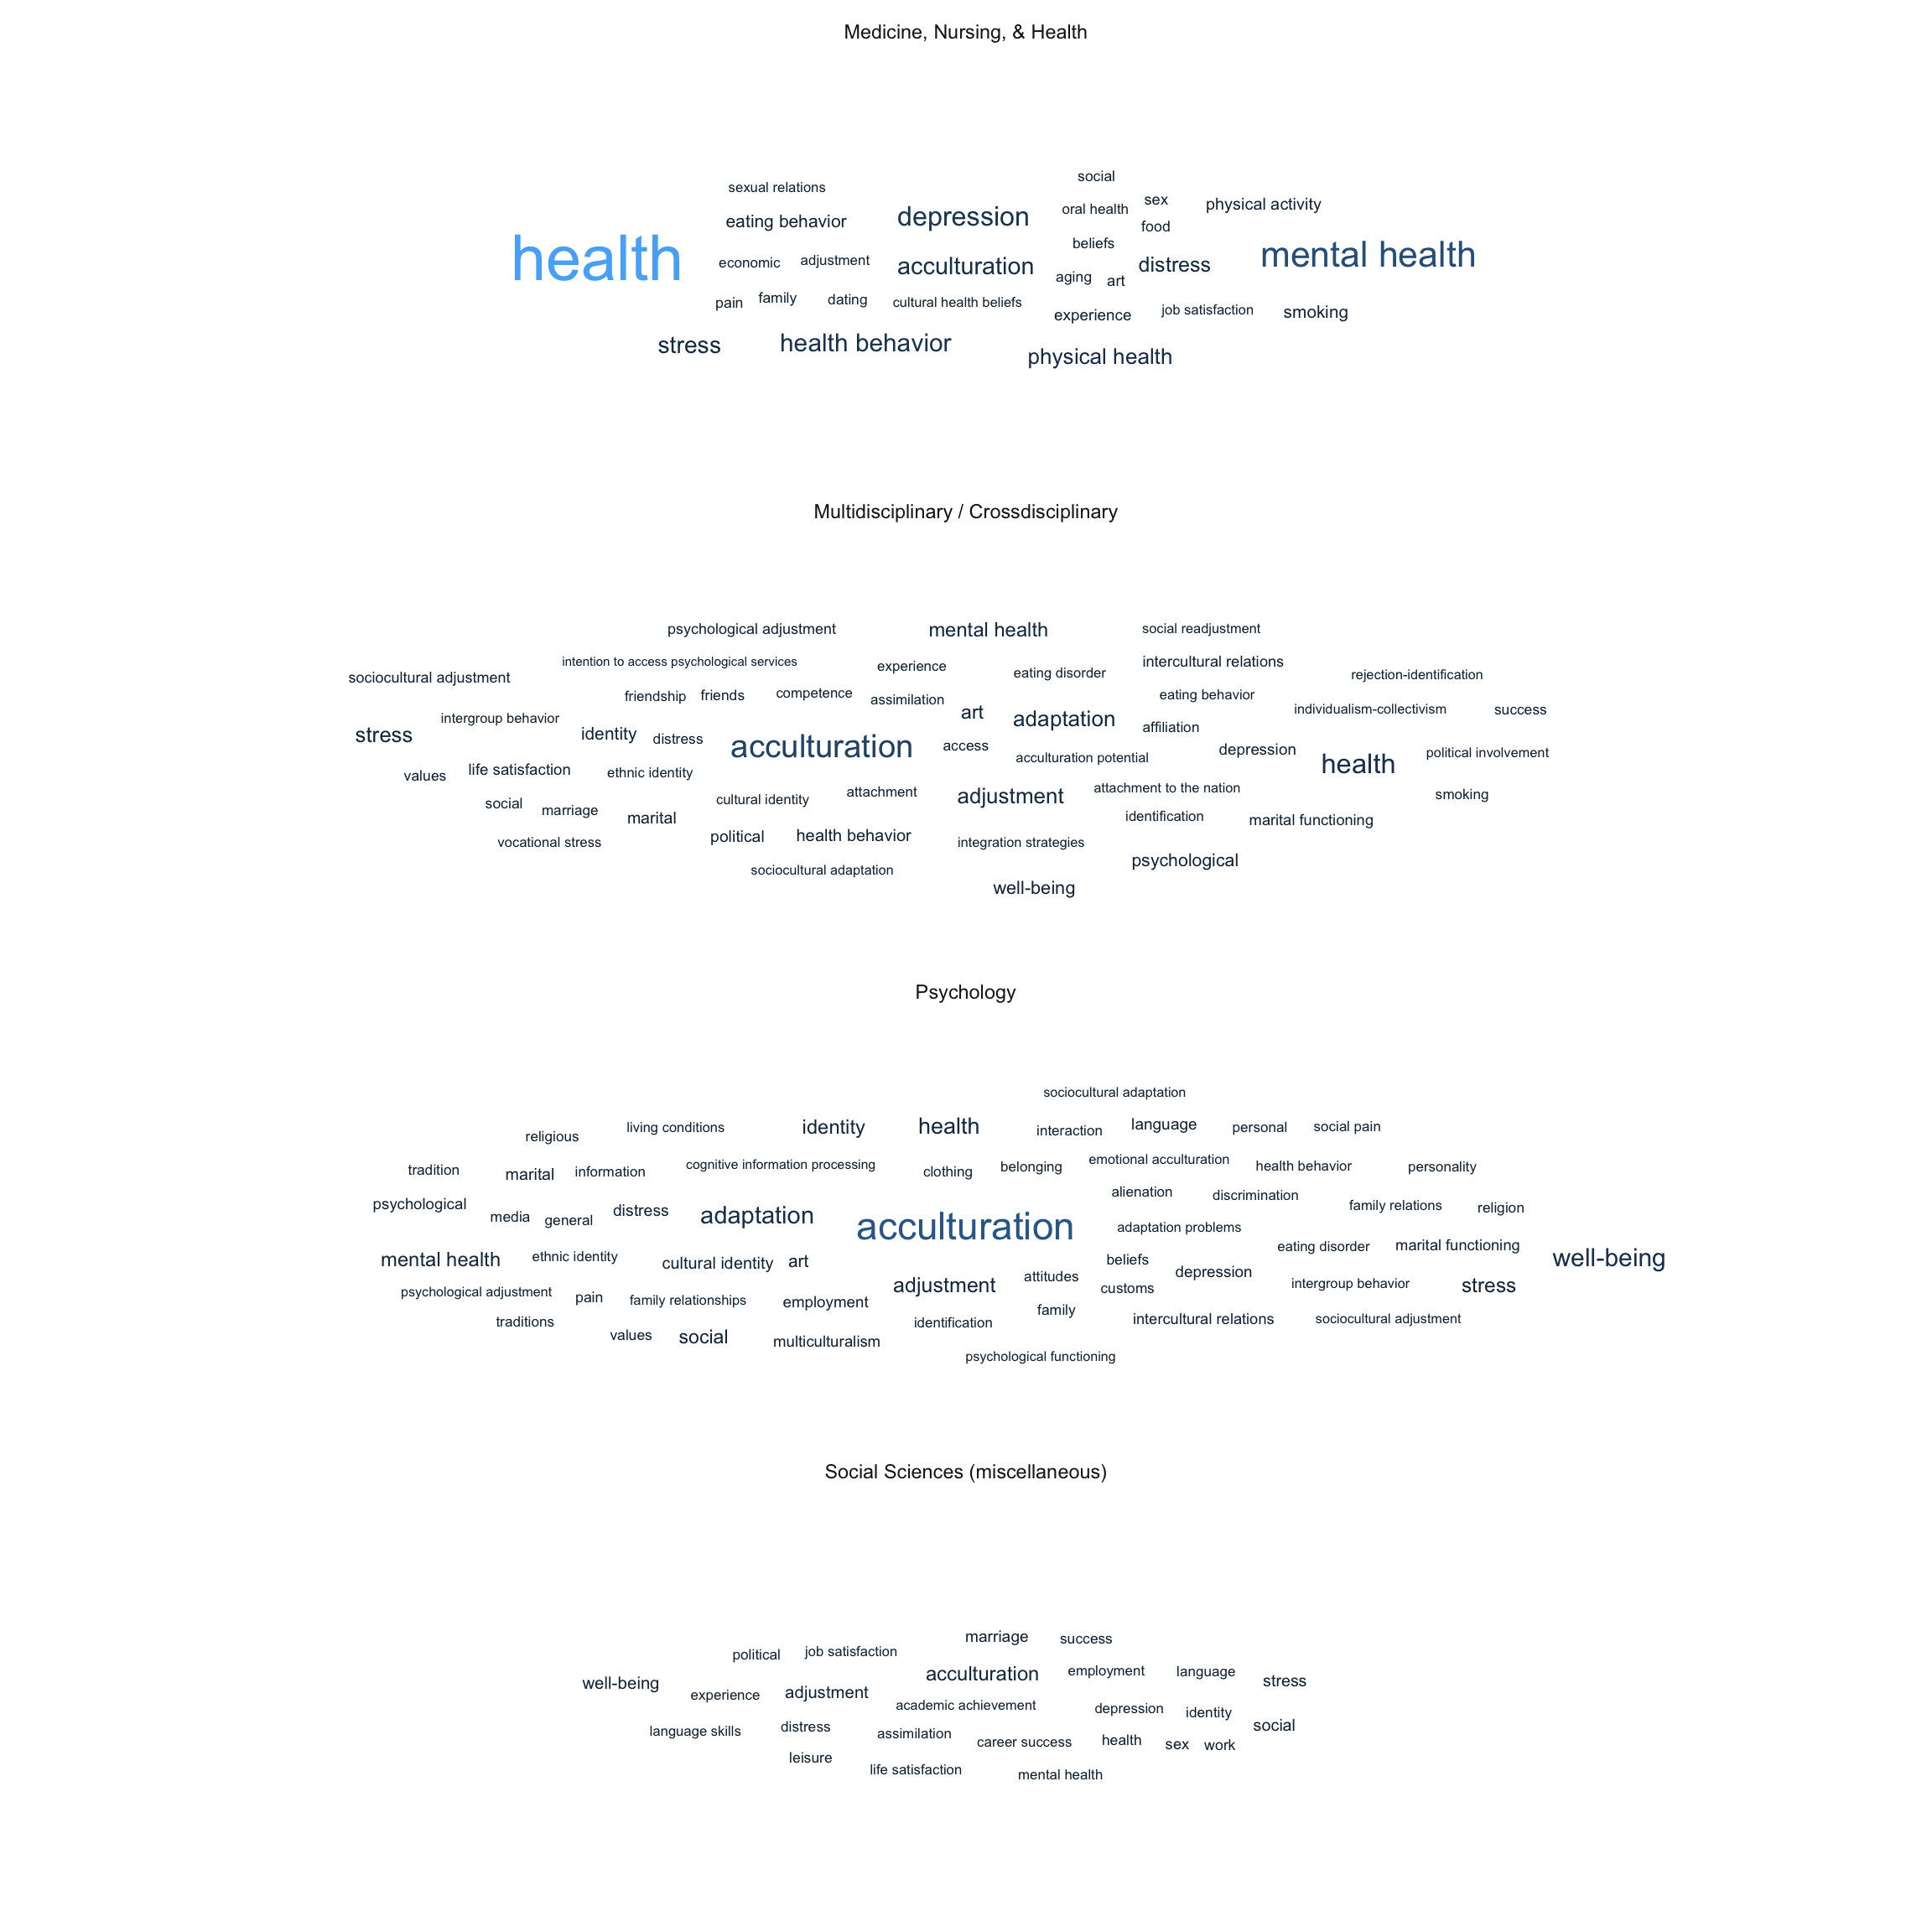 Medicine, Nursing, & Health
social
sexual relations
sex
physical activity
oral health
depression
eating behavior
food
beliefs
mental health
health
adjustment
economic
distress
acculturation
aging
art
family
dating
pain
cultural health beliefs
job satisfaction
smoking
experience
health behavior
stress
physical health
Multidisciplinary / Crossdisciplinary
psychological adjustment
mental health
social readjustment
intention to access psychological services
intercultural relations
experience
eating disorder
rejection-identification
sociocultural adjustment
competence
eating behavior
friends
friendship
assimilation
individualism-collectivism
success
art
intergroup behavior
adaptation
affiliation
identity
stress
distress
acculturation
access
depression
political involvement
acculturation potential
health
life satisfaction
ethnic identity
values
attachment to the nation
attachment
smoking
adjustment
cultural identity
social
marriage
identification
marital
marital functioning
health behavior
political
vocational stress
integration strategies
psychological
sociocultural adaptation
well-being
Psychology
sociocultural adaptation
language
health
identity
living conditions
personal
social pain
interaction
religious
emotional acculturation
cognitive information processing
health behavior
belonging
personality
tradition
information
clothing
marital
alienation
discrimination
psychological
family relations
religion
distress
adaptation
media
general
acculturation
adaptation problems
marital functioning
eating disorder
ethnic identity
well-being
mental health
beliefs
art
cultural identity
depression
attitudes
intergroup behavior
adjustment
stress
customs
psychological adjustment
pain
family relationships
employment
family
intercultural relations
sociocultural adjustment
traditions
identification
values
social
multiculturalism
psychological functioning
Social Sciences (miscellaneous)
marriage
success
job satisfaction
political
employment
language
acculturation
stress
well-being
adjustment
experience
academic achievement
depression
identity
social
distress
language skills
assimilation
health
career success
sex
work
leisure
life satisfaction
mental health